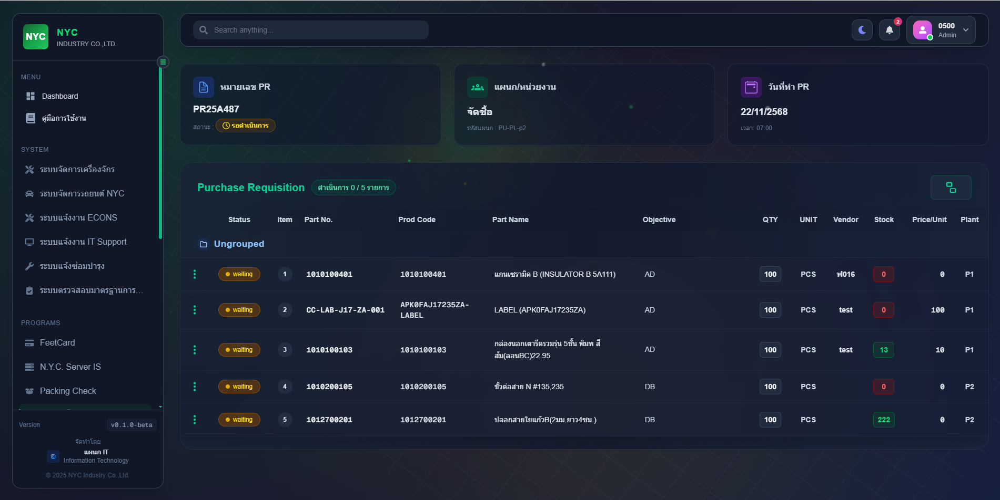 NYC
NYC
INDUSTRY CO.,LTD.
MENU
Dashboard
คู่มือการใช้งาน
SYSTEM
ระบบจัดการเครื่องจักร
ระบบจัดการรถยนต์ NYC
ระบบแจ้งงาน ECONS
ระบบแจ้งงาน IT Support
ระบบแจ้งซ่อมบำรุง
ระบบตรวจสอบมาตรฐานการ...
PROGRAMS
FeetCard
N.Y.C. Server IS
Packing Check
Version v0.1.0-beta
จัดทำโดย
แผนก IT
Information Technology
© 2025 NYC Industry Co.,Ltd.
Search anything...
2
0500
Admin
หมายเลข PR
PR25A487
สถานะ : รอดำเนินการ
แผนก/หน่วยงาน
จัดซื้อ
รหัสแผนก : PU-PL-p2
วันที่ทำ PR
22/11/2568
เวลา: 07:00
Purchase Requisition ดำเนินการ 0 / 5 รายการ
Status Item Part No. Prod Code Part Name Objective QTY UNIT Vendor Stock Price/Unit Plant
Ungrouped
waiting 1 1010100401 1010100401 แกนเซรามิค B (INSULATOR B 5A111) AD 100 PCS ฟ016 0 0 P1
waiting 2 CC-LAB-J17-ZA-001 APK0FAJ17235ZA-LABEL LABEL (APK0FAJ17235ZA) AD 100 PCS test 0 100 P1
waiting 3 1010100103 1010100103 กล่องนอกเตารีดรวมรุ่น 5ชั้น พิมพ์ สีส้ม(ลอนBC)22.95 AD 100 PCS test 13 10 P1
waiting 4 1010200105 1010200105 ขั้วต่อสาย N #135,235 DB 100 PCS 0 0 P2
waiting 5 1012700201 1012700201 ปลอกสายใยแก้วB(2มม.ยาว4ซม.) DB 100 PCS 222 0 P2